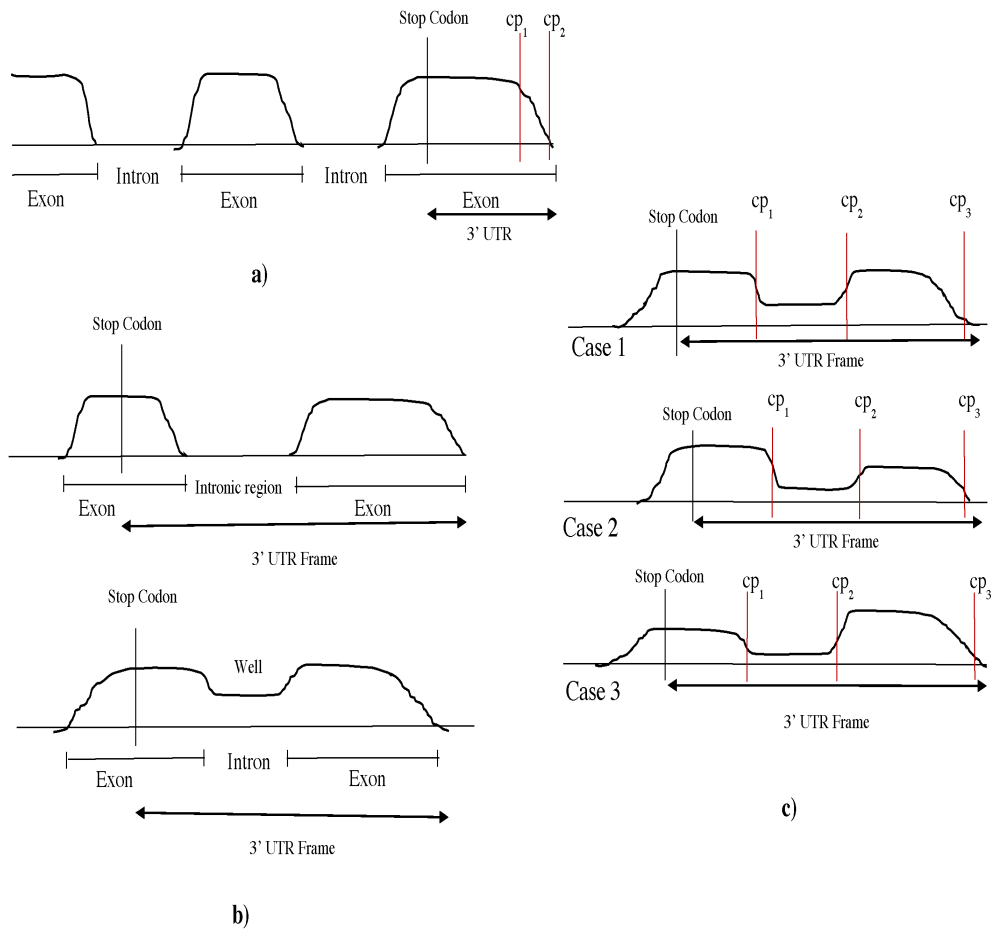 Stop Codon
cp1 cp2
Intron Intron
Exon Exon Exon
3’ UTR
a)
Stop Codon
Intronic region
Exon Exon
3’ UTR Frame
Stop Codon
Well
Intron
Exon Exon
3’ UTR Frame
b)
Stop Codon cp1 cp2 cp3
Case 1
3’ UTR Frame
Stop Codon cp1 cp2 cp3
Case 2
3’ UTR Frame
Stop Codon cp1 cp2 cp3
Case 3
3’ UTR Frame
c)